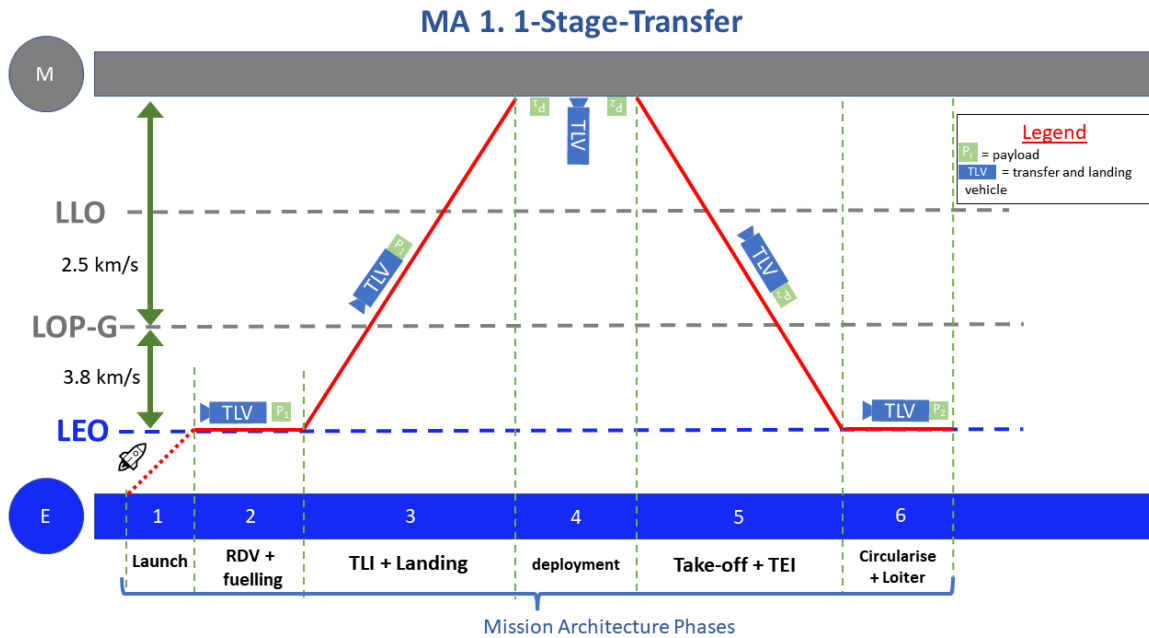 MA 1. 1-Stage-Transfer
M
P1
P2
TLV
Legend
Pi = payload
TLV = transfer and landing
vehicle
LLO
2.5 km/s
P1
TLV
TLV
P2
LOP-G
3.8 km/s
TLV P1
TLV P2
LEO
E
1 2 3 4 5 6
Launch
RDV +
fuelling
TLI + Landing
deployment
Take-off + TEI
Circularise
+ Loiter
Mission Architecture Phases